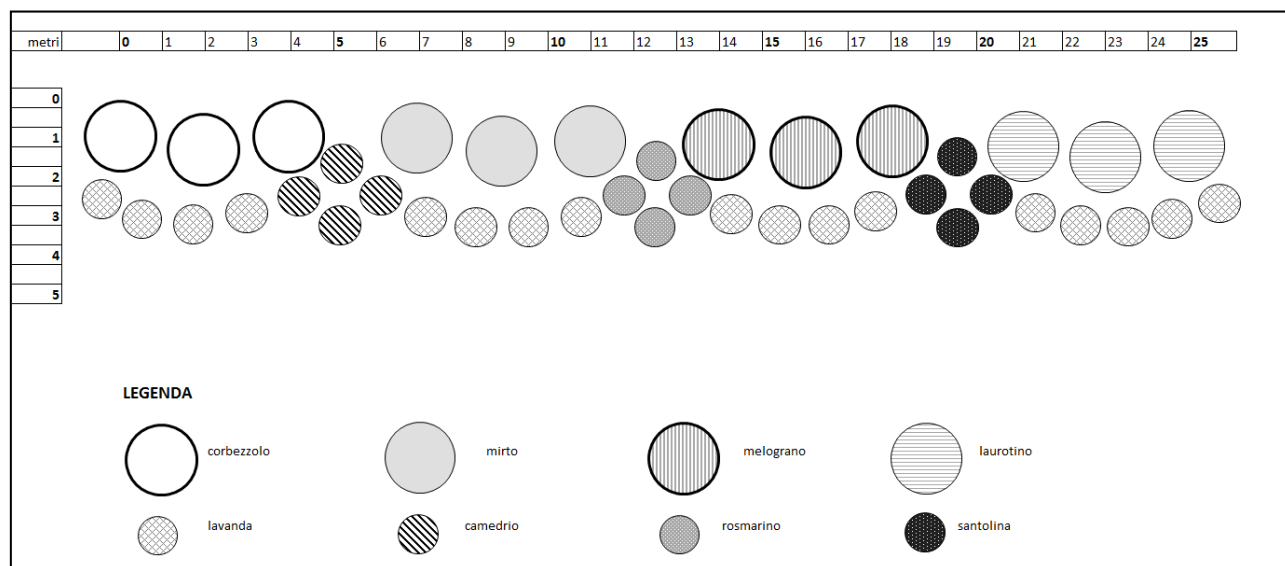 metri 0 1 2 3 4 5 6 7 8 9 10 11 12 13 14 15 16 17 18 19 20 21 22 23 24 25
0
1
2
3
4
5
LEGENDA
corbezzolo mirto melograno laurotino
lavanda camedrio rosmarino santolina